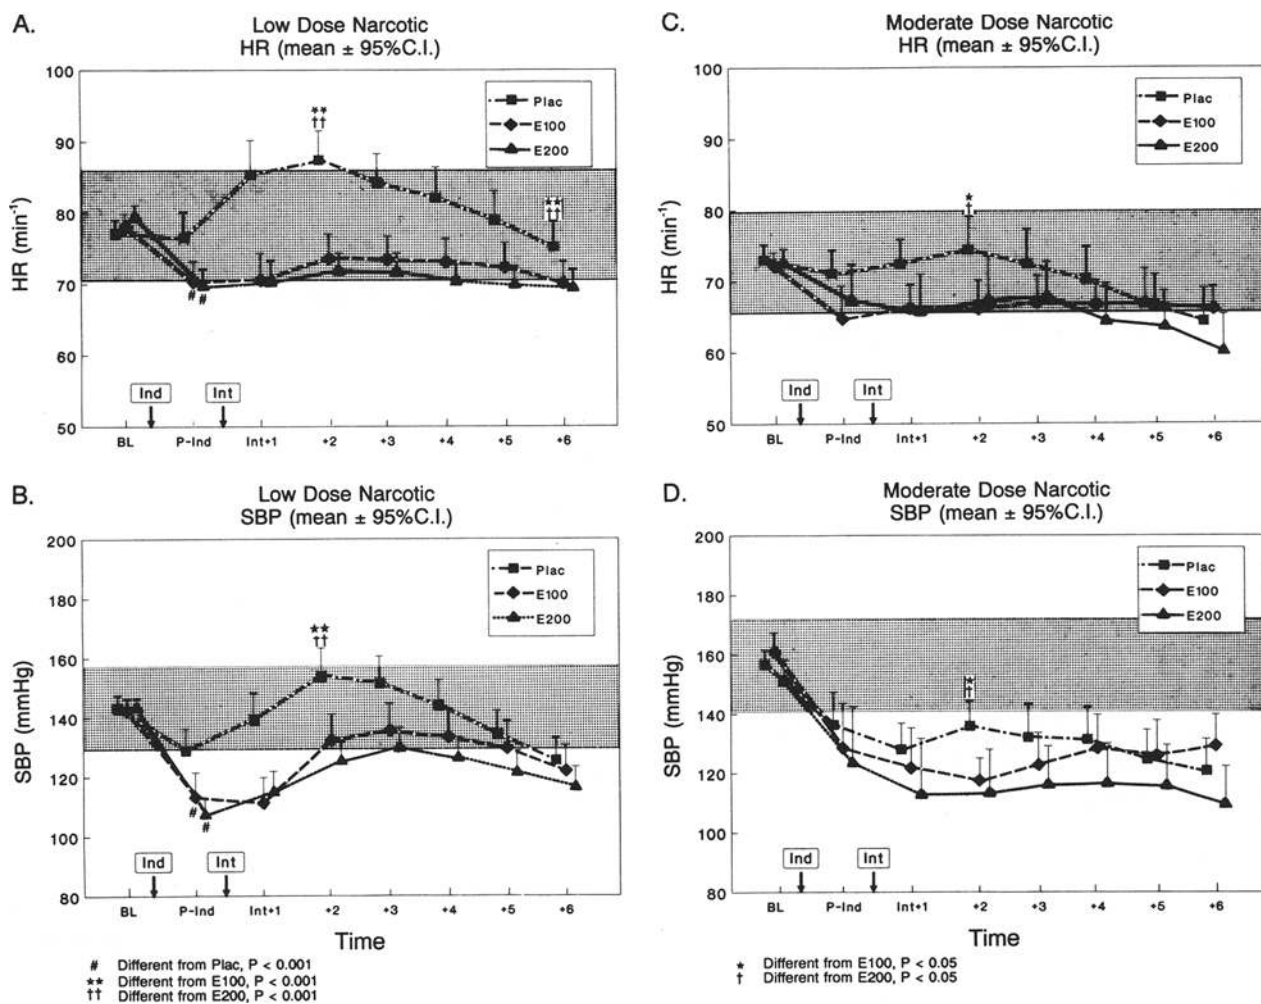 A.
Low Dose Narcotic
HR (mean ± 95%C.I.)
100
90
80
70
60
50
HR (min⁻¹)
Plac
E100
E200
★★
††
★★
††
#
#
Ind
Int
BL
P-Ind
Int+1
+2
+3
+4
+5
+6
B.
Low Dose Narcotic
SBP (mean ± 95%C.I.)
200
180
160
140
120
100
80
SBP (mmHg)
Plac
E100
E200
★★
††
#
#
Ind
Int
BL
P-Ind
Int+1
+2
+3
+4
+5
+6
Time
# Different from Plac, P < 0.001
★★ Different from E100, P < 0.001
†† Different from E200, P < 0.001
C.
Moderate Dose Narcotic
HR (mean ± 95%C.I.)
100
90
80
70
60
50
HR (min⁻¹)
Plac
E100
E200
★
†
Ind
Int
BL
P-Ind
Int+1
+2
+3
+4
+5
+6
D.
Moderate Dose Narcotic
SBP (mean ± 95%C.I.)
200
180
160
140
120
100
80
SBP (mmHg)
Plac
E100
E200
★
†
Ind
Int
BL
P-Ind
Int+1
+2
+3
+4
+5
+6
Time
★ Different from E100, P < 0.05
† Different from E200, P < 0.05